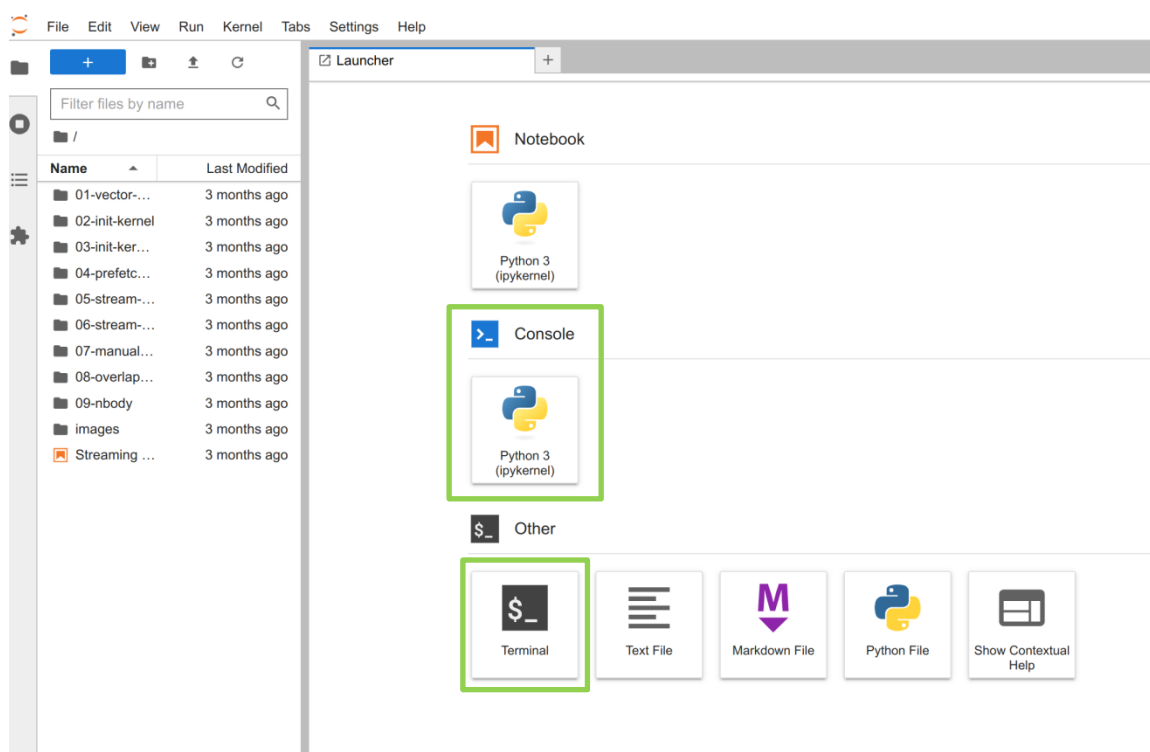 File Edit View Run Kernel Tabs Settings Help
+
Launcher
+
Filter files by name
/
Name Last Modified
01-vector-... 3 months ago
02-init-kernel 3 months ago
03-init-ker... 3 months ago
04-prefetc... 3 months ago
05-stream-... 3 months ago
06-stream-... 3 months ago
07-manual... 3 months ago
08-overlap... 3 months ago
09-nbody 3 months ago
images 3 months ago
Streaming ... 3 months ago
Notebook
Python 3
(ipykernel)
>_ Console
Python 3
(ipykernel)
$_ Other
$_
Terminal
Text File
M
Markdown File
Python File
Show Contextual
Help